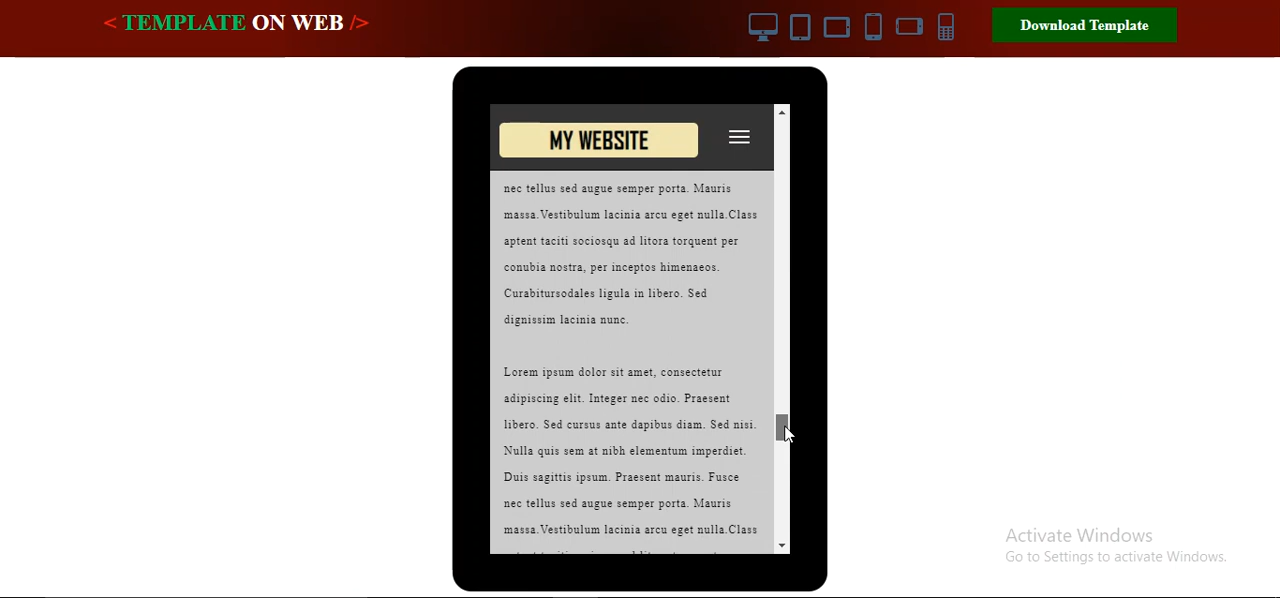 < TEMPLATE ON WEB />
Download Template
MY WEBSITE
nec tellus sed augue semper porta. Mauris
massa.Vestibulum lacinia arcu eget nulla.Class
aptent taciti sociosqu ad litora torquent per
conubia nostra, per inceptos himenaeos.
Curabitursodales ligula in libero. Sed
dignissim lacinia nunc.
Lorem ipsum dolor sit amet, consectetur
adipiscing elit. Integer nec odio. Praesent
libero. Sed cursus ante dapibus diam. Sed nisi.
Nulla quis sem at nibh elementum imperdiet.
Duis sagittis ipsum. Praesent mauris. Fusce
nec tellus sed augue semper porta. Mauris
massa.Vestibulum lacinia arcu eget nulla.Class
Activate Windows
Go to Settings to activate Windows.